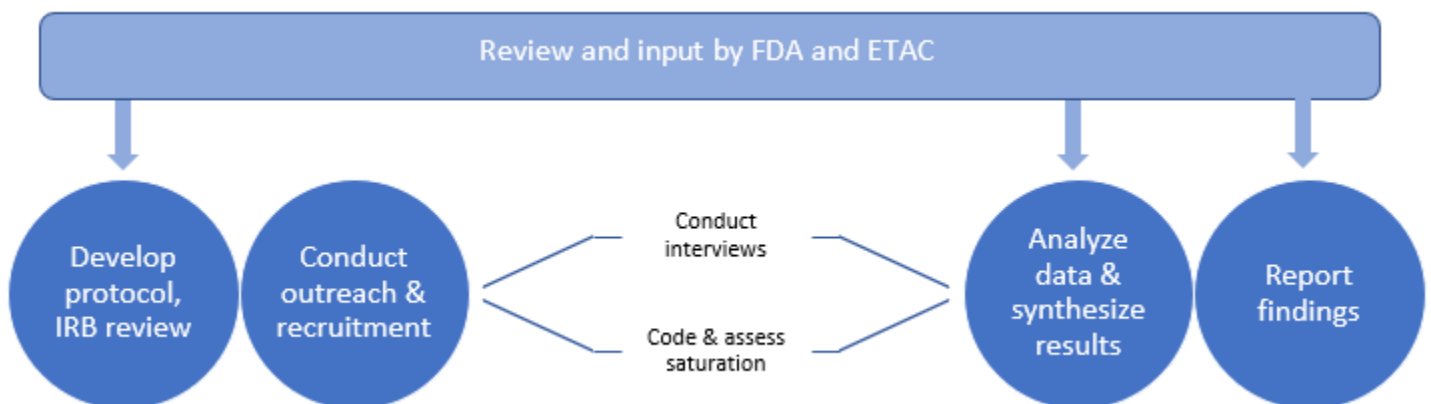 Review and input by FDA and ETAC
Develop
protocol,
IRB review
Conduct
outreach &
recruitment
Conduct
interviews
Code & assess
saturation
Analyze
data &
synthesize
results
Report
findings